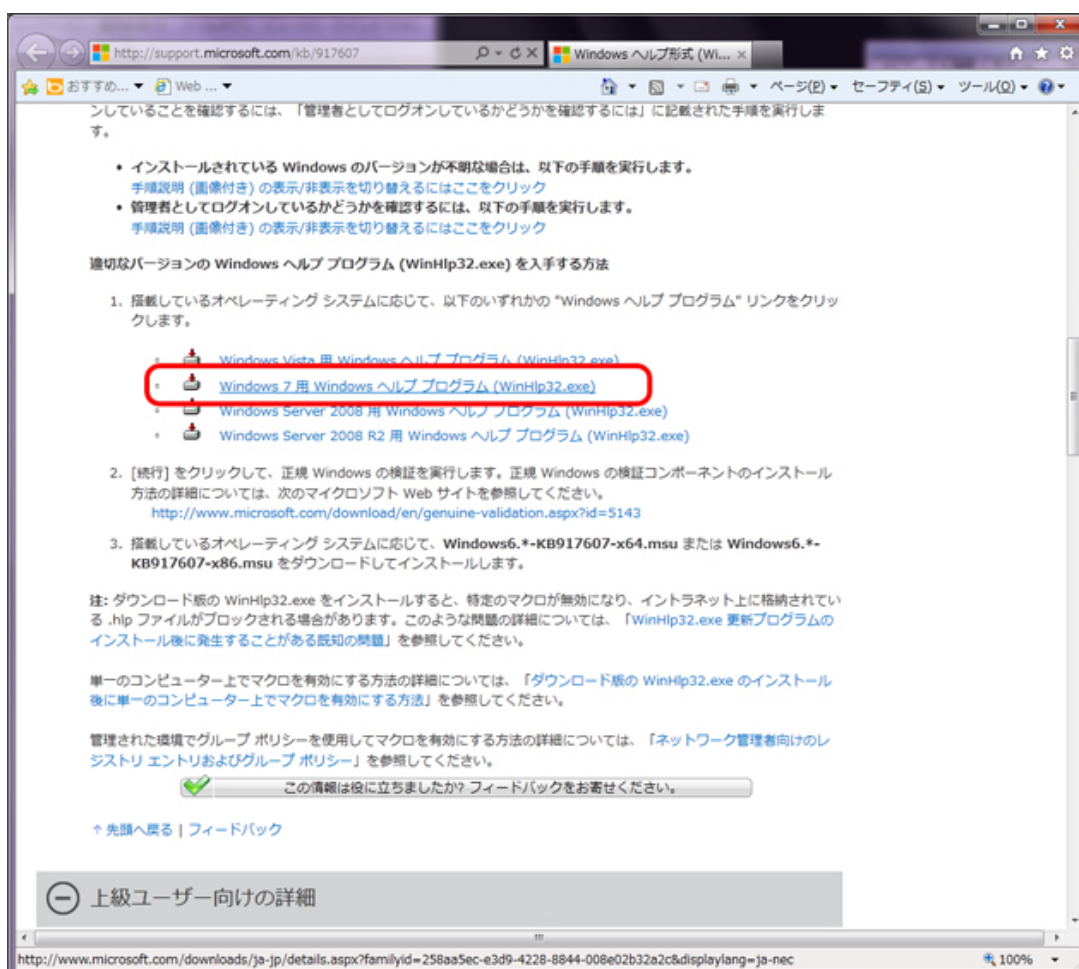 http://support.microsoft.com/kb/917607
Windows ヘルプ形式 (Wi...
おすすめ...
Web ...
ページ(P)
セーフティ(S)
ツール(O)
ンしていることを確認するには、「管理者としてログオンしているかどうかを確認するには」に記載された手順を実行しま
す。
• インストールされている Windows のバージョンが不明な場合は、以下の手順を実行します。
手順説明 (画像付き) の表示/非表示を切り替えるにはここをクリック
• 管理者としてログオンしているかどうかを確認するには、以下の手順を実行します。
手順説明 (画像付き) の表示/非表示を切り替えるにはここをクリック
適切なバージョンの Windows ヘルプ プログラム (WinHlp32.exe) を入手する方法
1. 搭載しているオペレーティング システムに応じて、以下のいずれかの "Windows ヘルプ プログラム" リンクをクリッ
クします。
Windows Vista 用 Windows ヘルプ プログラム (WinHlp32.exe)
Windows 7 用 Windows ヘルプ プログラム (WinHlp32.exe)
Windows Server 2008 用 Windows ヘルプ プログラム (WinHlp32.exe)
Windows Server 2008 R2 用 Windows ヘルプ プログラム (WinHlp32.exe)
2. [続行] をクリックして、正規 Windows の検証を実行します。正規 Windows の検証コンポーネントのインストール
方法の詳細については、次のマイクロソフト Web サイトを参照してください。
http://www.microsoft.com/download/en/genuine-validation.aspx?id=5143
3. 搭載しているオペレーティング システムに応じて、Windows6.*-KB917607-x64.msu または Windows6.*-
KB917607-x86.msu をダウンロードしてインストールします。
注: ダウンロード版の WinHlp32.exe をインストールすると、特定のマクロが無効になり、イントラネット上に格納されてい
る .hlp ファイルがブロックされる場合があります。このような問題の詳細については、「WinHlp32.exe 更新プログラムの
インストール後に発生することがある既知の問題」を参照してください。
単一のコンピューター上でマクロを有効にする方法の詳細については、「ダウンロード版の WinHlp32.exe のインストール
後に単一のコンピューター上でマクロを有効にする方法」を参照してください。
管理された環境でグループ ポリシーを使用してマクロを有効にする方法の詳細については、「ネットワーク管理者向けのレ
ジストリ エントリおよびグループ ポリシー」を参照してください。
この情報は役に立ちましたか? フィードバックをお寄せください。
↑ 先頭へ戻る | フィードバック
上級ユーザー向けの詳細
http://www.microsoft.com/downloads/ja-jp/details.aspx?familyid=258aa5ec-e3d9-4228-8844-008e02b32a2c&displaylang=ja-nec
100%